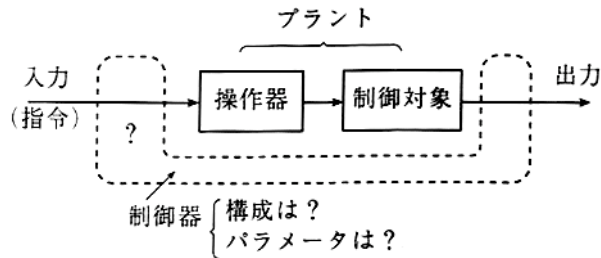 プラント
入力
(指令)
?
操作器
制御対象
出力
制御器
構成は?
パラメータは?